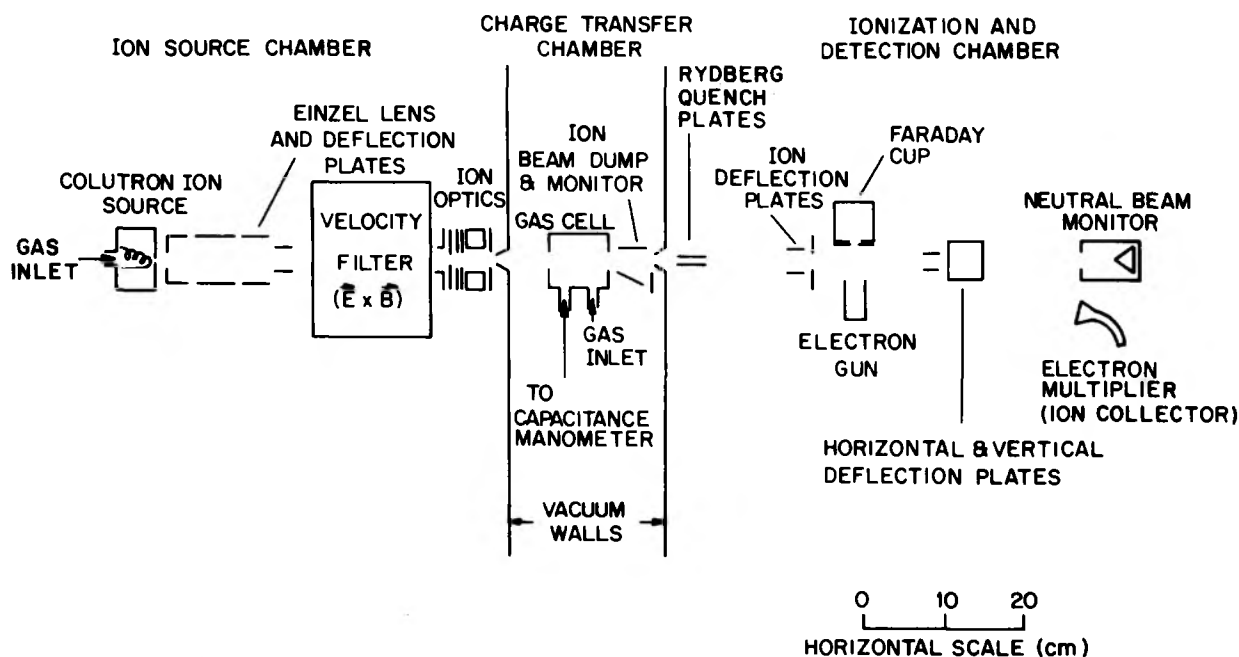 ION SOURCE CHAMBER
CHARGE TRANSFER
CHAMBER
IONIZATION AND
DETECTION CHAMBER
EINZEL LENS
AND DEFLECTION
PLATES
COLUTRON ION
SOURCE
GAS
INLET
VELOCITY
FILTER
(E x B)
ION
OPTICS
ION
BEAM DUMP
& MONITOR
GAS CELL
GAS
INLET
TO
CAPACITANCE
MANOMETER
VACUUM
WALLS
RYDBERG
QUENCH
PLATES
ION
DEFLECTION
PLATES
FARADAY
CUP
ELECTRON
GUN
NEUTRAL BEAM
MONITOR
ELECTRON
MULTIPLIER
(ION COLLECTOR)
HORIZONTAL & VERTICAL
DEFLECTION PLATES
0 10 20
HORIZONTAL SCALE (cm)